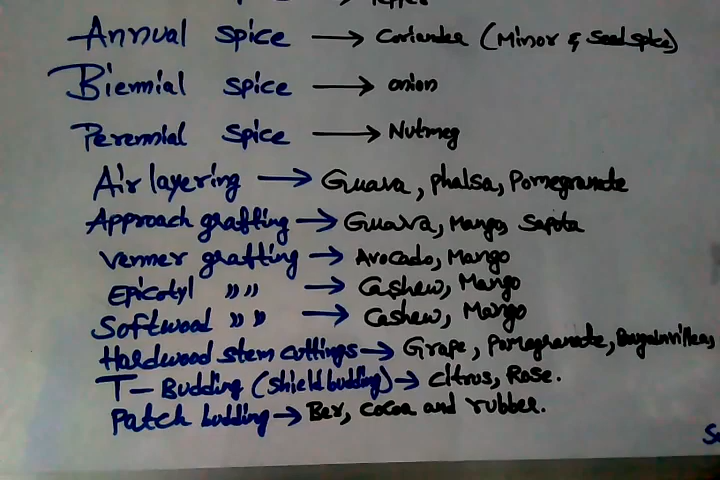 Annual spice → Coriander (Minor & Seed spice)
Biennial spice → onion
Perennial spice → Nutmeg
Air layering → Guava, phalsa, Pomegranate
Approach grafting → Guava, Mango, Sapota
Venner grafting → Avocado, Mango
Epicotyl " " → Cashew, Mango
Softwood " " → Cashew, Mango
Hardwood stem cuttings → Grape, Pomegranate, Bougainvillea,
T- Budding (shield budding) → citrus, Rose.
Patch budding → Ber, cocoa and rubber.